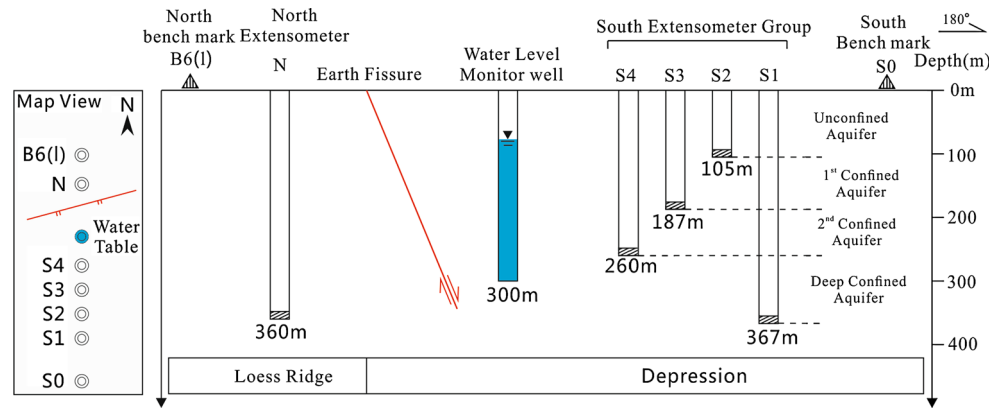 North
bench mark
B6(l)
North
Extensometer
N
Earth Fissure
Water Level
Monitor well
South Extensometer Group
S4
S3
S2
S1
South
Bench mark
S0
180°
Depth(m)
Map View
N
B6(l)
N
Water
Table
S4
S3
S2
S1
S0
0m
100
200
300
400
Unconfined
Aquifer
1st Confined
Aquifer
2nd Confined
Aquifer
Deep Confined
Aquifer
105m
187m
260m
300m
360m
367m
Loess Ridge
Depression